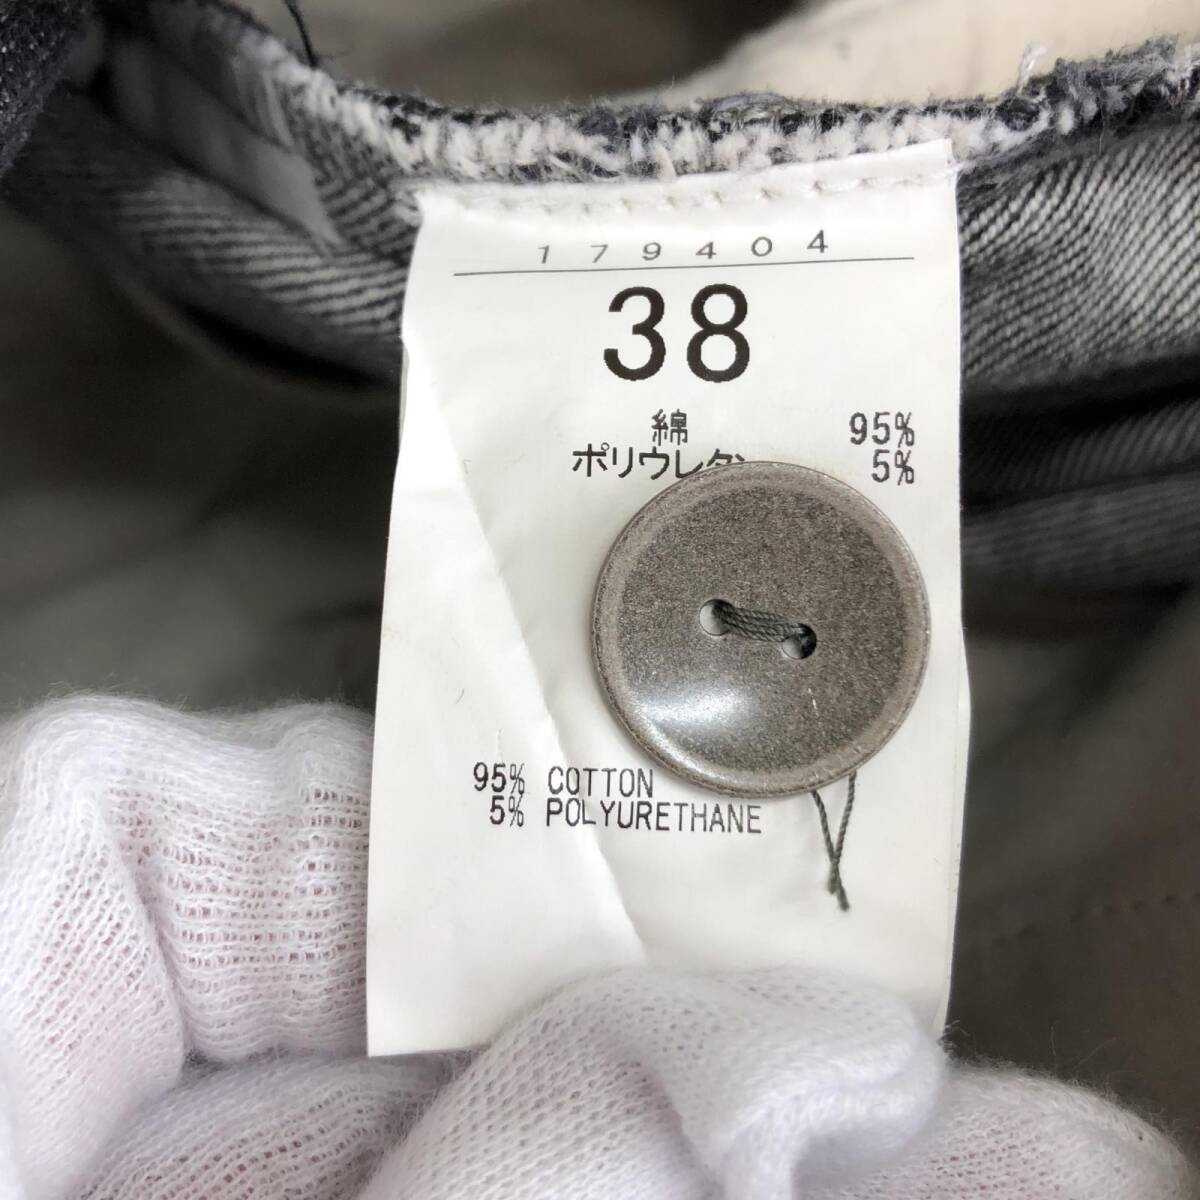 179404
38
綿 95%
ポリウレタン 5%
95% COTTON
5% POLYURETHANE